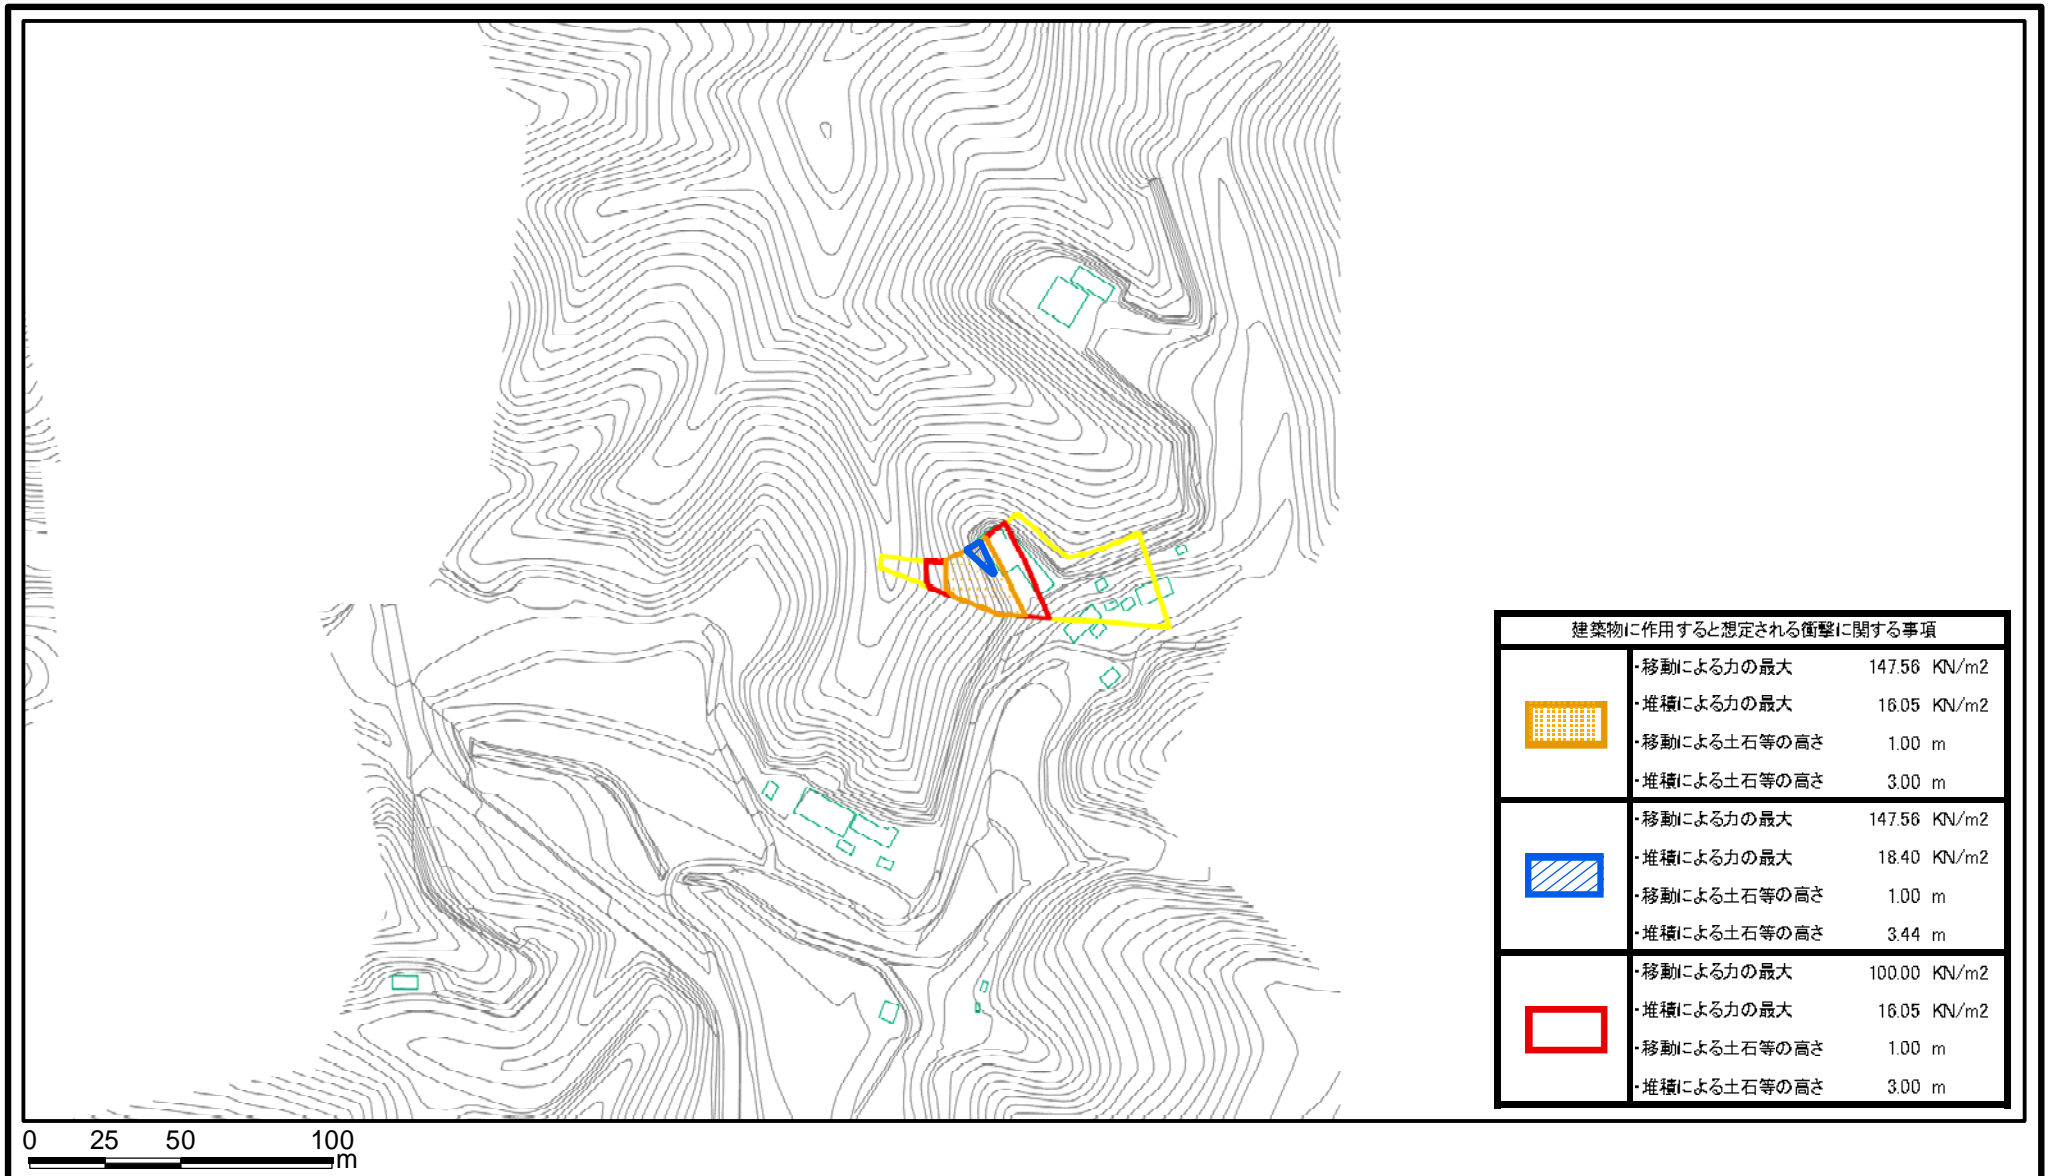 建築物に作用すると想定される衝撃に関する事項
・移動による力の最大 147.56 KN/m2
・堆積による力の最大 16.05 KN/m2
・移動による土石等の高さ 1.00 m
・堆積による土石等の高さ 3.00 m
・移動による力の最大 147.56 KN/m2
・堆積による力の最大 18.40 KN/m2
・移動による土石等の高さ 1.00 m
・堆積による土石等の高さ 3.44 m
・移動による力の最大 100.00 KN/m2
・堆積による力の最大 16.05 KN/m2
・移動による土石等の高さ 1.00 m
・堆積による土石等の高さ 3.00 m
0 25 50 100
m